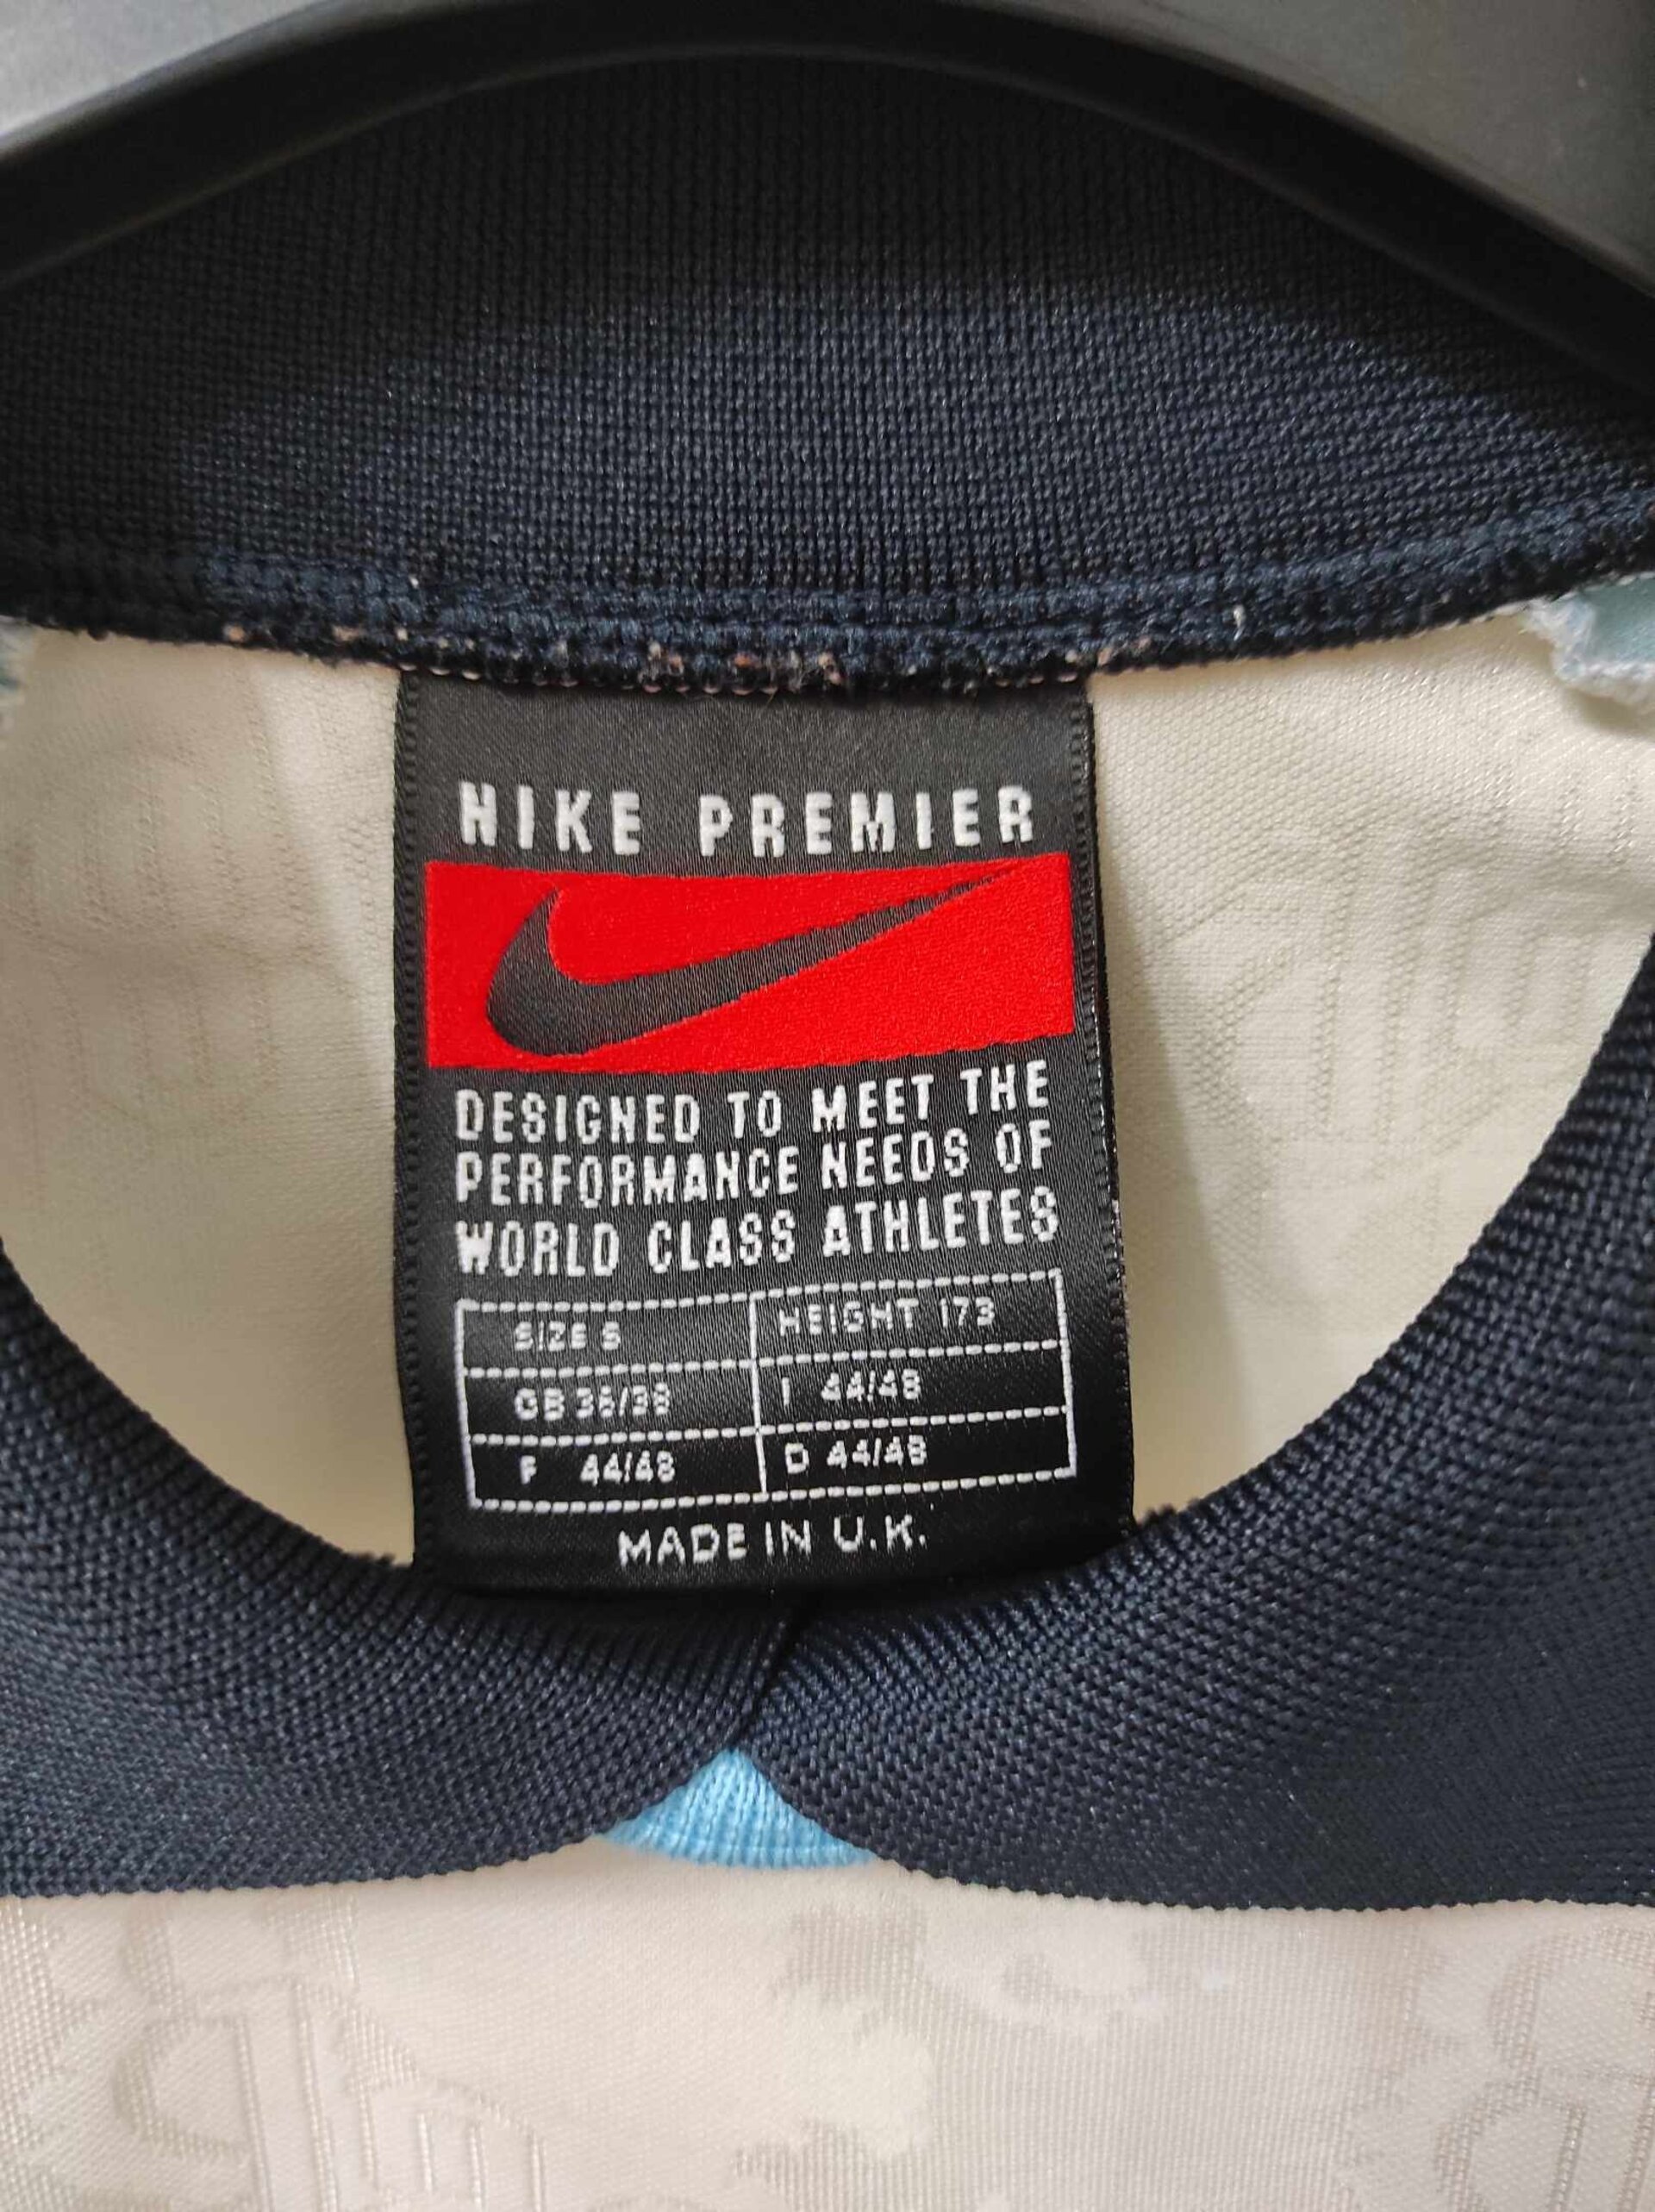 NIKE PREMIER
DESIGNED TO MEET THE
PERFORMANCE NEEDS OF
WORLD CLASS ATHLETES
SIZE S HEIGHT 173
GB 36/38 I 44/48
F 44/48 D 44/48
MADE IN U.K.